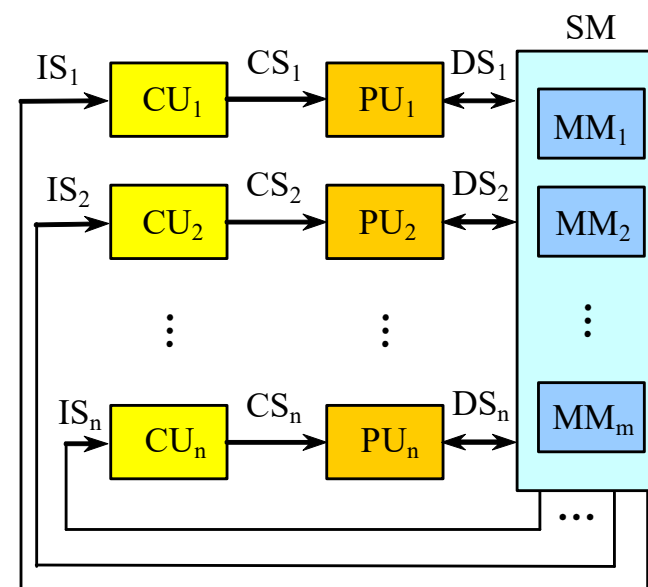 SM
IS₁ CS₁ DS₁
CU₁ PU₁ MM₁
IS₂ CS₂ DS₂
CU₂ PU₂ MM₂
⋮ ⋮ ⋮
ISₙ CSₙ DSₙ
CUₙ PUₙ MMₘ
...